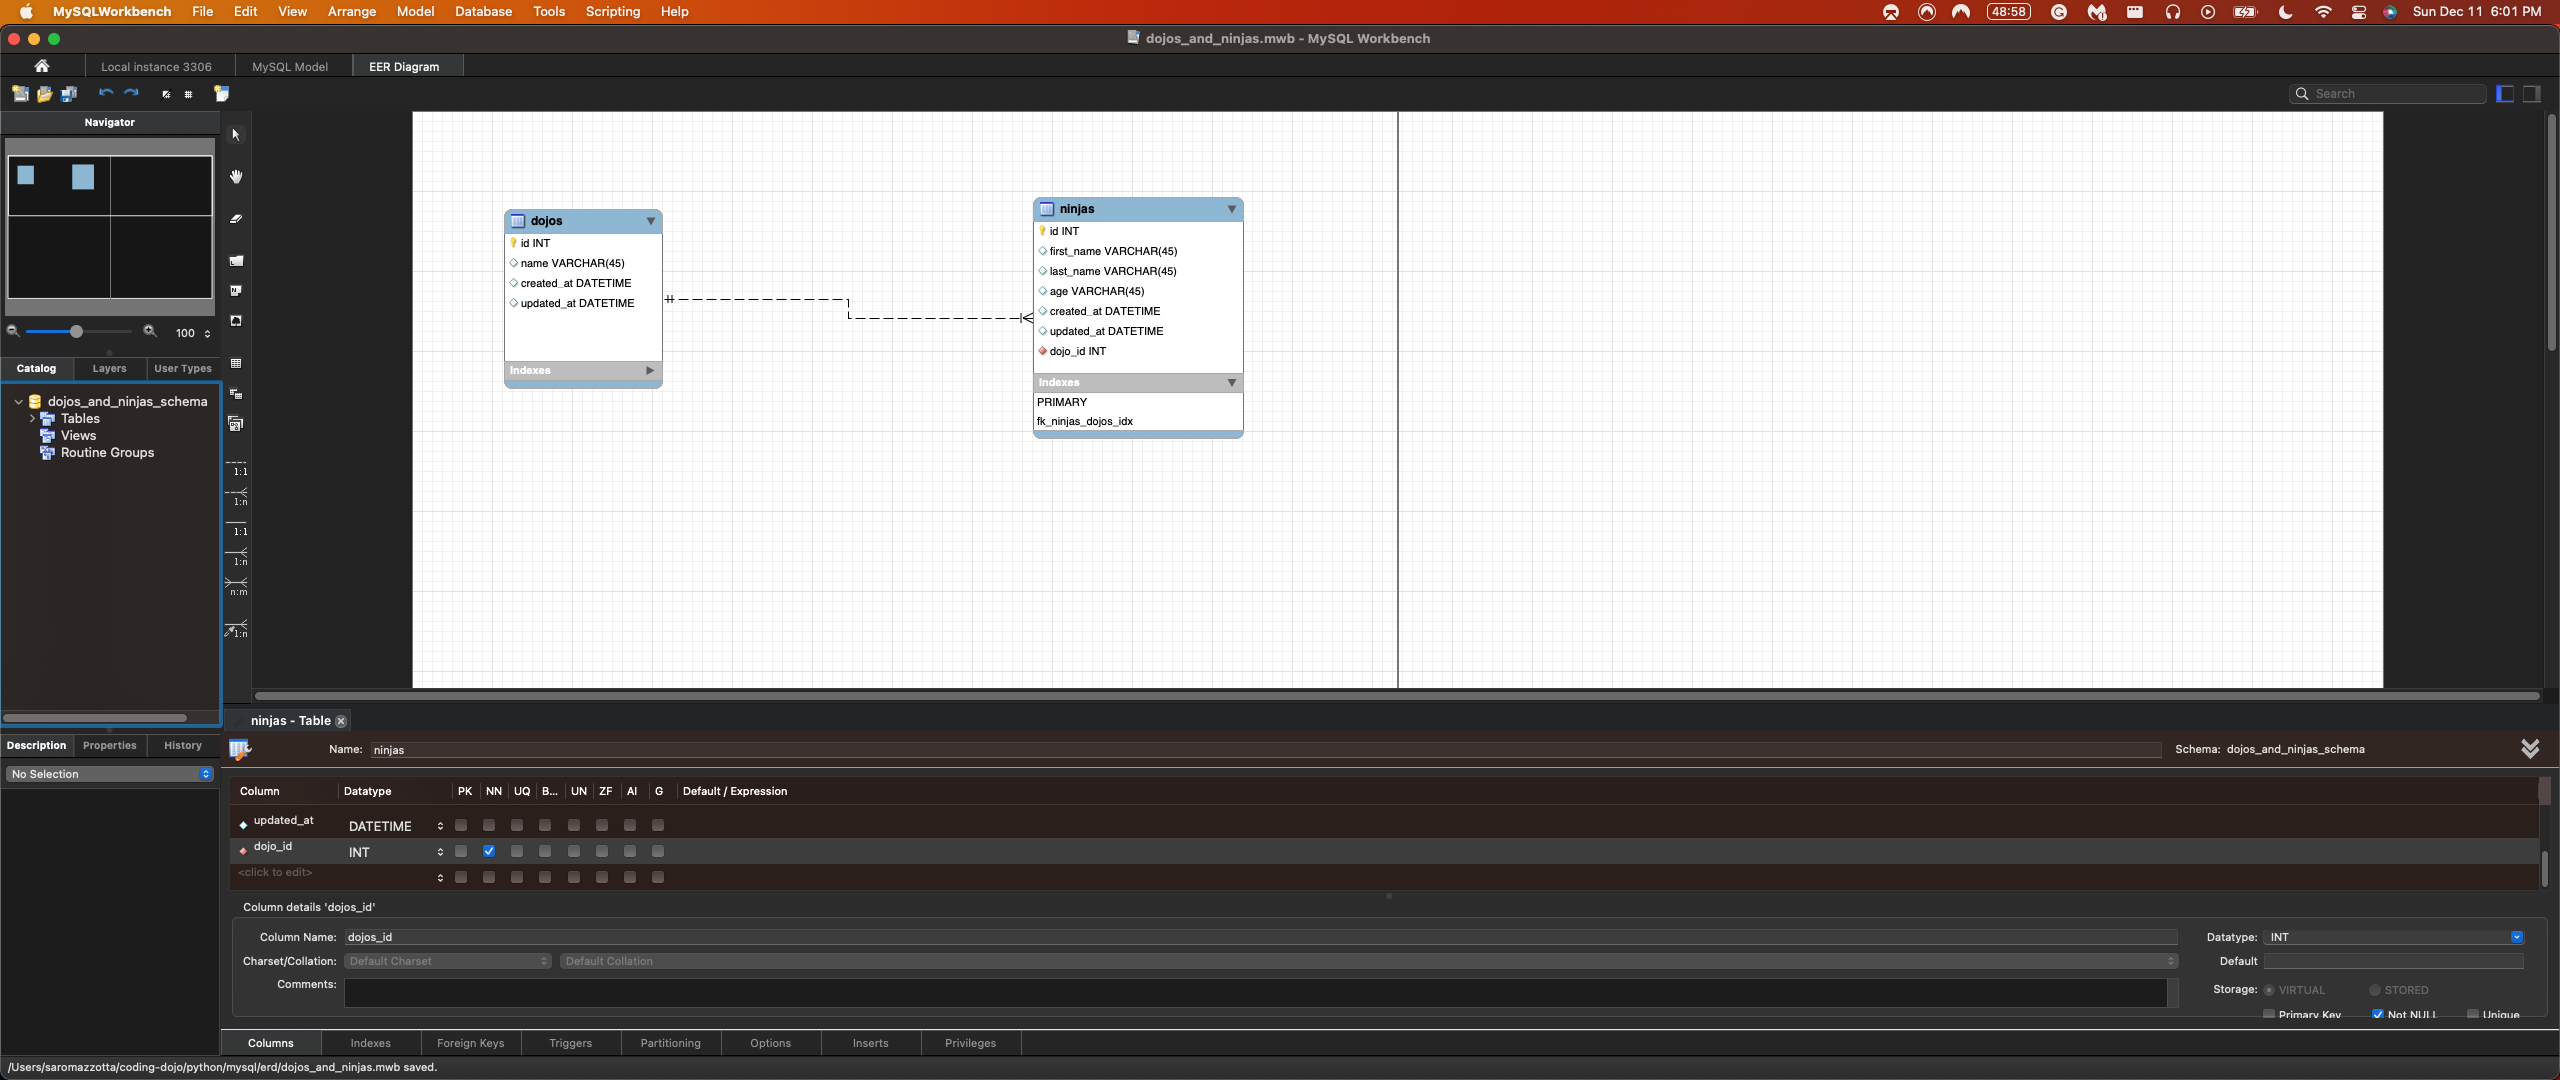 MySQLWorkbench File Edit View Arrange Model Database Tools Scripting Help 48:58 Sun Dec 11 6:01 PM
dojos_and_ninjas.mwb - MySQL Workbench
Local instance 3306 MySQL Model EER Diagram
Search
Navigator
100
Catalog Layers User Types
dojos_and_ninjas_schema
Tables
Views
Routine Groups
1:1
1:n
1:1
1:n
n:m
1:n
dojos
id INT
name VARCHAR(45)
created_at DATETIME
updated_at DATETIME
Indexes
ninjas
id INT
first_name VARCHAR(45)
last_name VARCHAR(45)
age VARCHAR(45)
created_at DATETIME
updated_at DATETIME
dojo_id INT
Indexes
PRIMARY
fk_ninjas_dojos_idx
Description Properties History
No Selection
ninjas - Table
Name: ninjas Schema: dojos_and_ninjas_schema
Column Datatype PK NN UQ B... UN ZF AI G Default / Expression
updated_at DATETIME
dojo_id INT
<click to edit>
Column details 'dojos_id'
Column Name: dojos_id Datatype: INT
Charset/Collation: Default Charset Default Collation Default
Comments: Storage: VIRTUAL STORED
Primary Key Not NULL Unique
Columns Indexes Foreign Keys Triggers Partitioning Options Inserts Privileges
/Users/saromazzotta/coding-dojo/python/mysql/erd/dojos_and_ninjas.mwb saved.